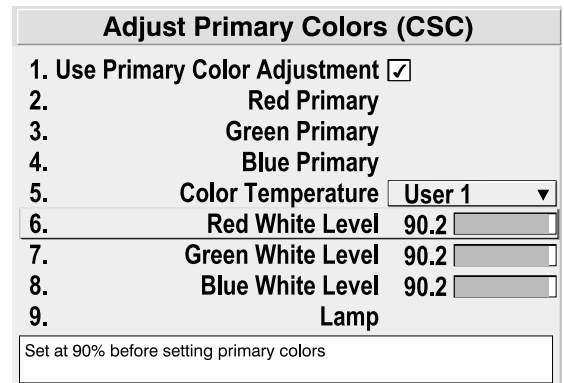 Adjust Primary Colors (CSC)
1. Use Primary Color Adjustment ✓
2. Red Primary
3. Green Primary
4. Blue Primary
5. Color Temperature User 1 ▼
6. Red White Level 90.2
7. Green White Level 90.2
8. Blue White Level 90.2
9. Lamp
Set at 90% before setting primary colors